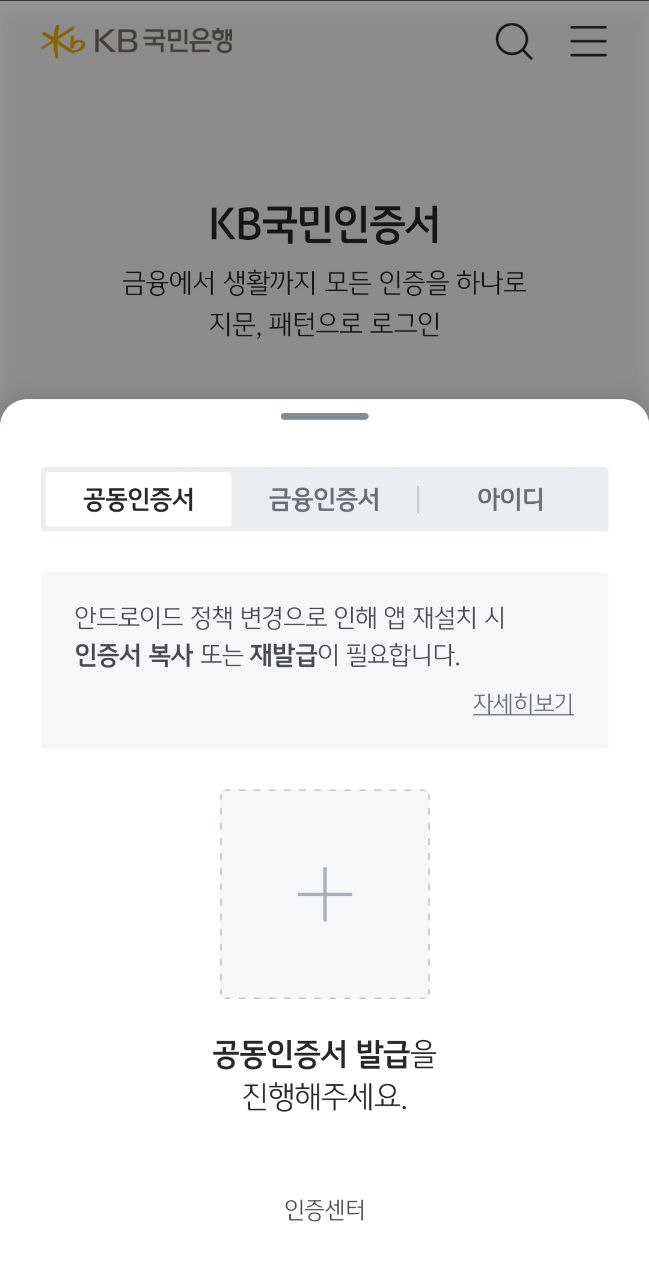 KB 국민은행
KB국민인증서
금융에서 생활까지 모든 인증을 하나로
지문, 패턴으로 로그인
공동인증서 금융인증서 아이디
안드로이드 정책 변경으로 인해 앱 재설치 시
인증서 복사 또는 재발급이 필요합니다.
자세히보기
공동인증서 발급을
진행해주세요.
인증센터